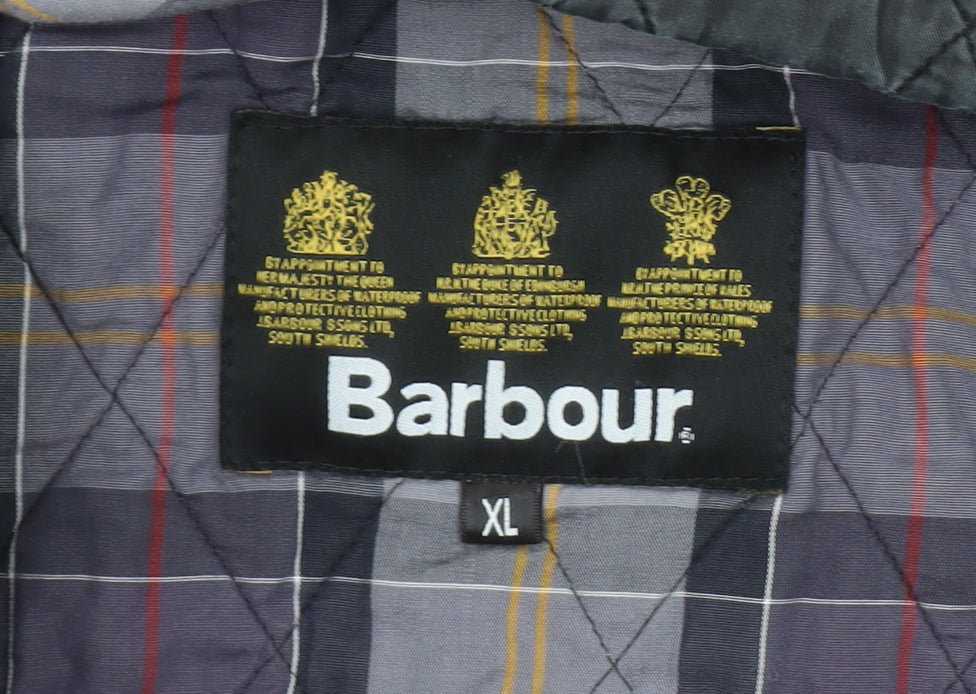 BY APPOINTMENT TO
HER MAJESTY THE QUEEN
MANUFACTURERS OF WATERPROOF
AND PROTECTIVE CLOTHING
J.BARBOUR & SONS LTD,
SOUTH SHIELDS.
BY APPOINTMENT TO
H.R.H.THE DUKE OF EDINBURGH
MANUFACTURERS OF WATERPROOF
AND PROTECTIVE CLOTHING
J.BARBOUR & SONS LTD,
SOUTH SHIELDS.
BY APPOINTMENT TO
H.R.H.THE PRINCE OF WALES
MANUFACTURERS OF WATERPROOF
AND PROTECTIVE CLOTHING
J.BARBOUR & SONS LTD,
SOUTH SHIELDS.
Barbour®
XL